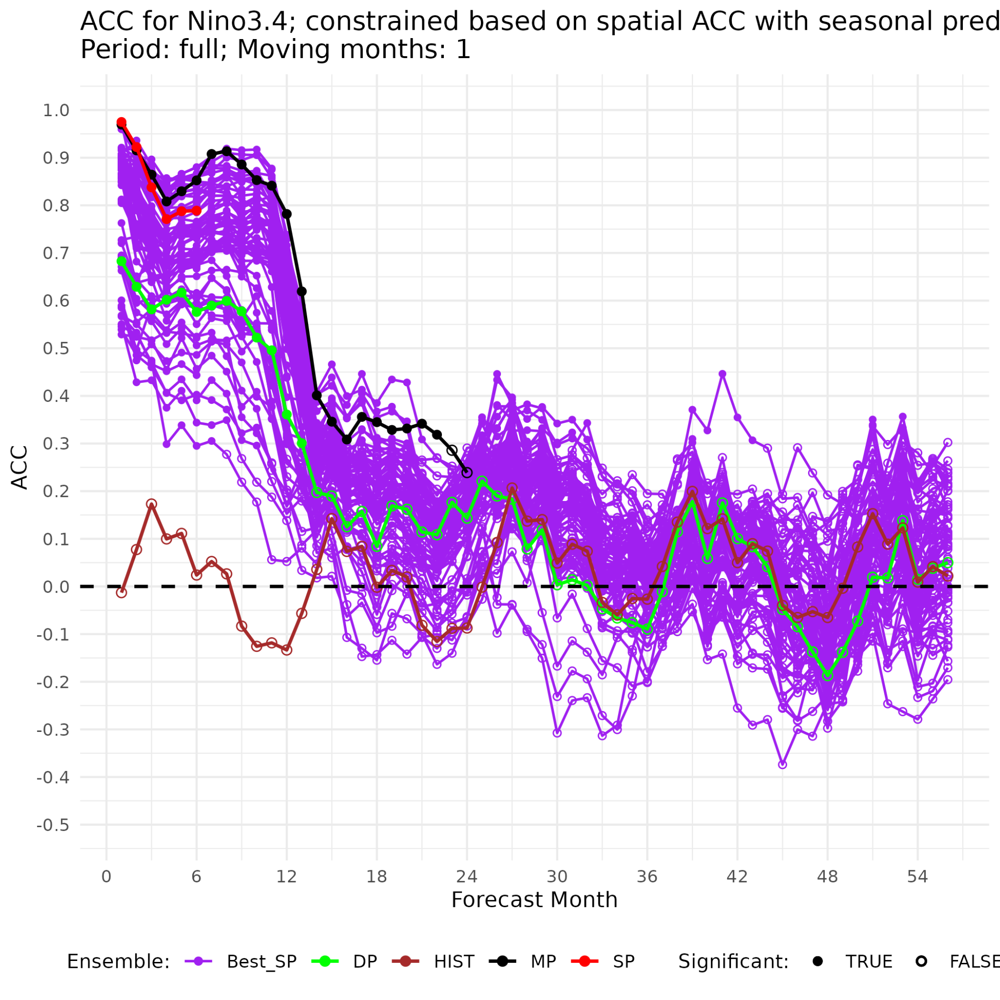 ACC for Nino3.4; constrained based on spatial ACC with seasonal pred
Period: full; Moving months: 1
1.0
0.9
0.8
0.7
0.6
0.5
0.4
0.3
0.2
0.1
0.0
-0.1
-0.2
-0.3
-0.4
-0.5
ACC
0 6 12 18 24 30 36 42 48 54
Forecast Month
Ensemble: Best_SP DP HIST MP SP Significant: TRUE FALSE